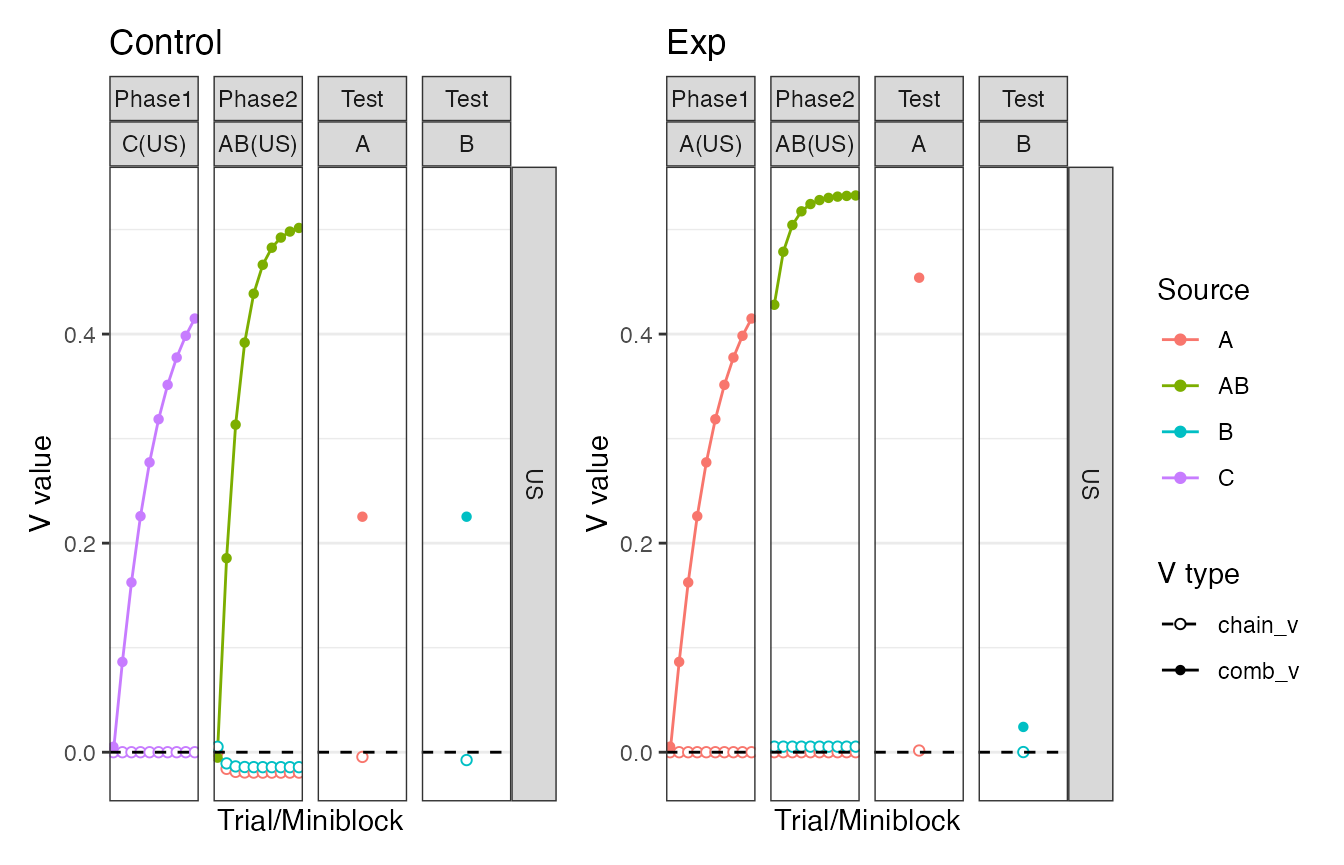 Control
Phase1 Phase2 Test Test
C(US) AB(US) A B
V value
0.4
0.2
0.0
US
Trial/Miniblock
Exp
Phase1 Phase2 Test Test
A(US) AB(US) A B
V value
0.4
0.2
0.0
US
Trial/Miniblock
Source
A
AB
B
C
V type
chain_v
comb_v